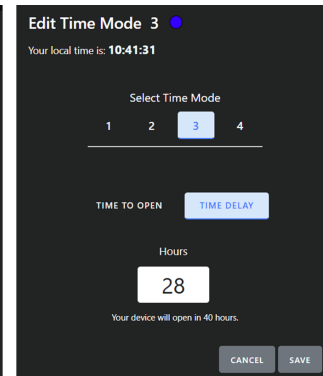 Edit Time Mode 3
Your local time is: 10:41:31
Select Time Mode
1 2 3 4
TIME TO OPEN TIME DELAY
Hours
28
Your device will open in 40 hours.
CANCEL SAVE